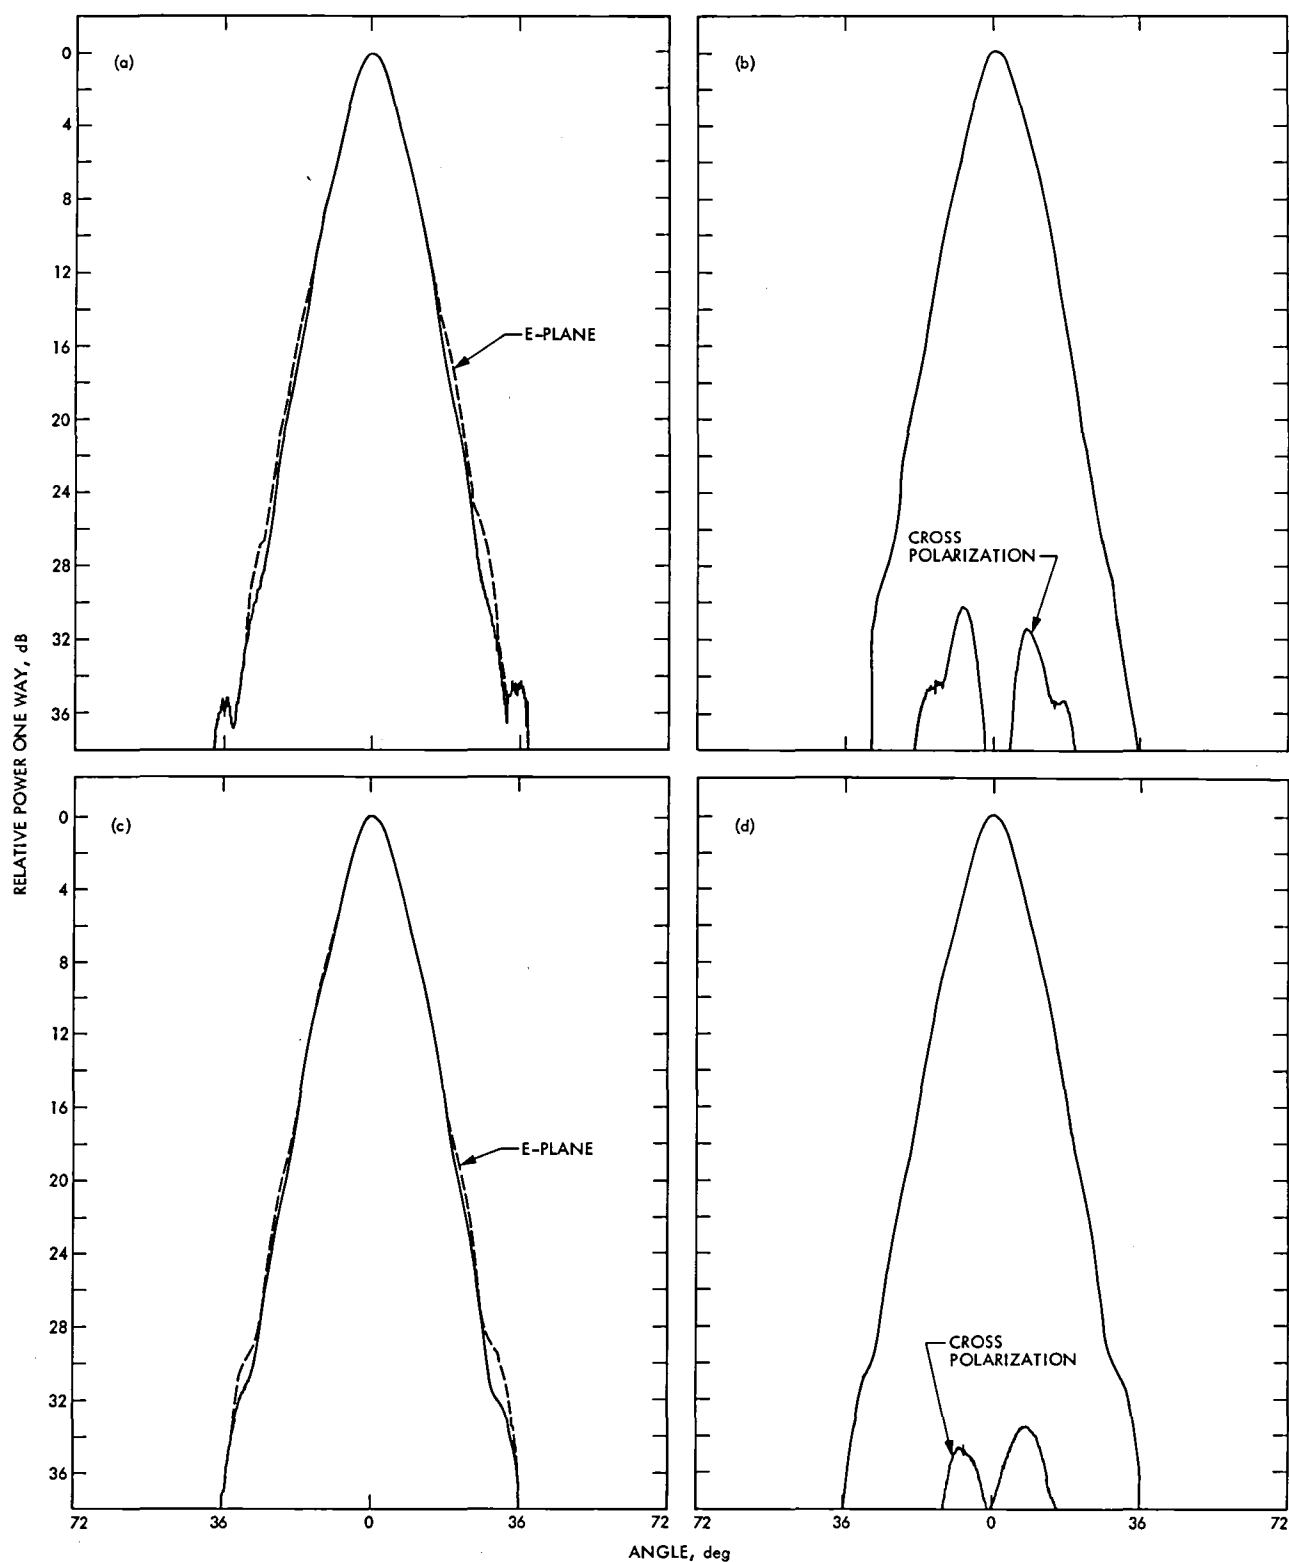 (a)
(b)
0
4
8
12
16
20
24
28
32
36
E-PLANE
CROSS
POLARIZATION
RELATIVE POWER ONE WAY, dB
(c)
(d)
0
4
8
12
16
20
24
28
32
36
E-PLANE
CROSS
POLARIZATION
72 36 0 36 72 72 36 0 36 72
ANGLE, deg